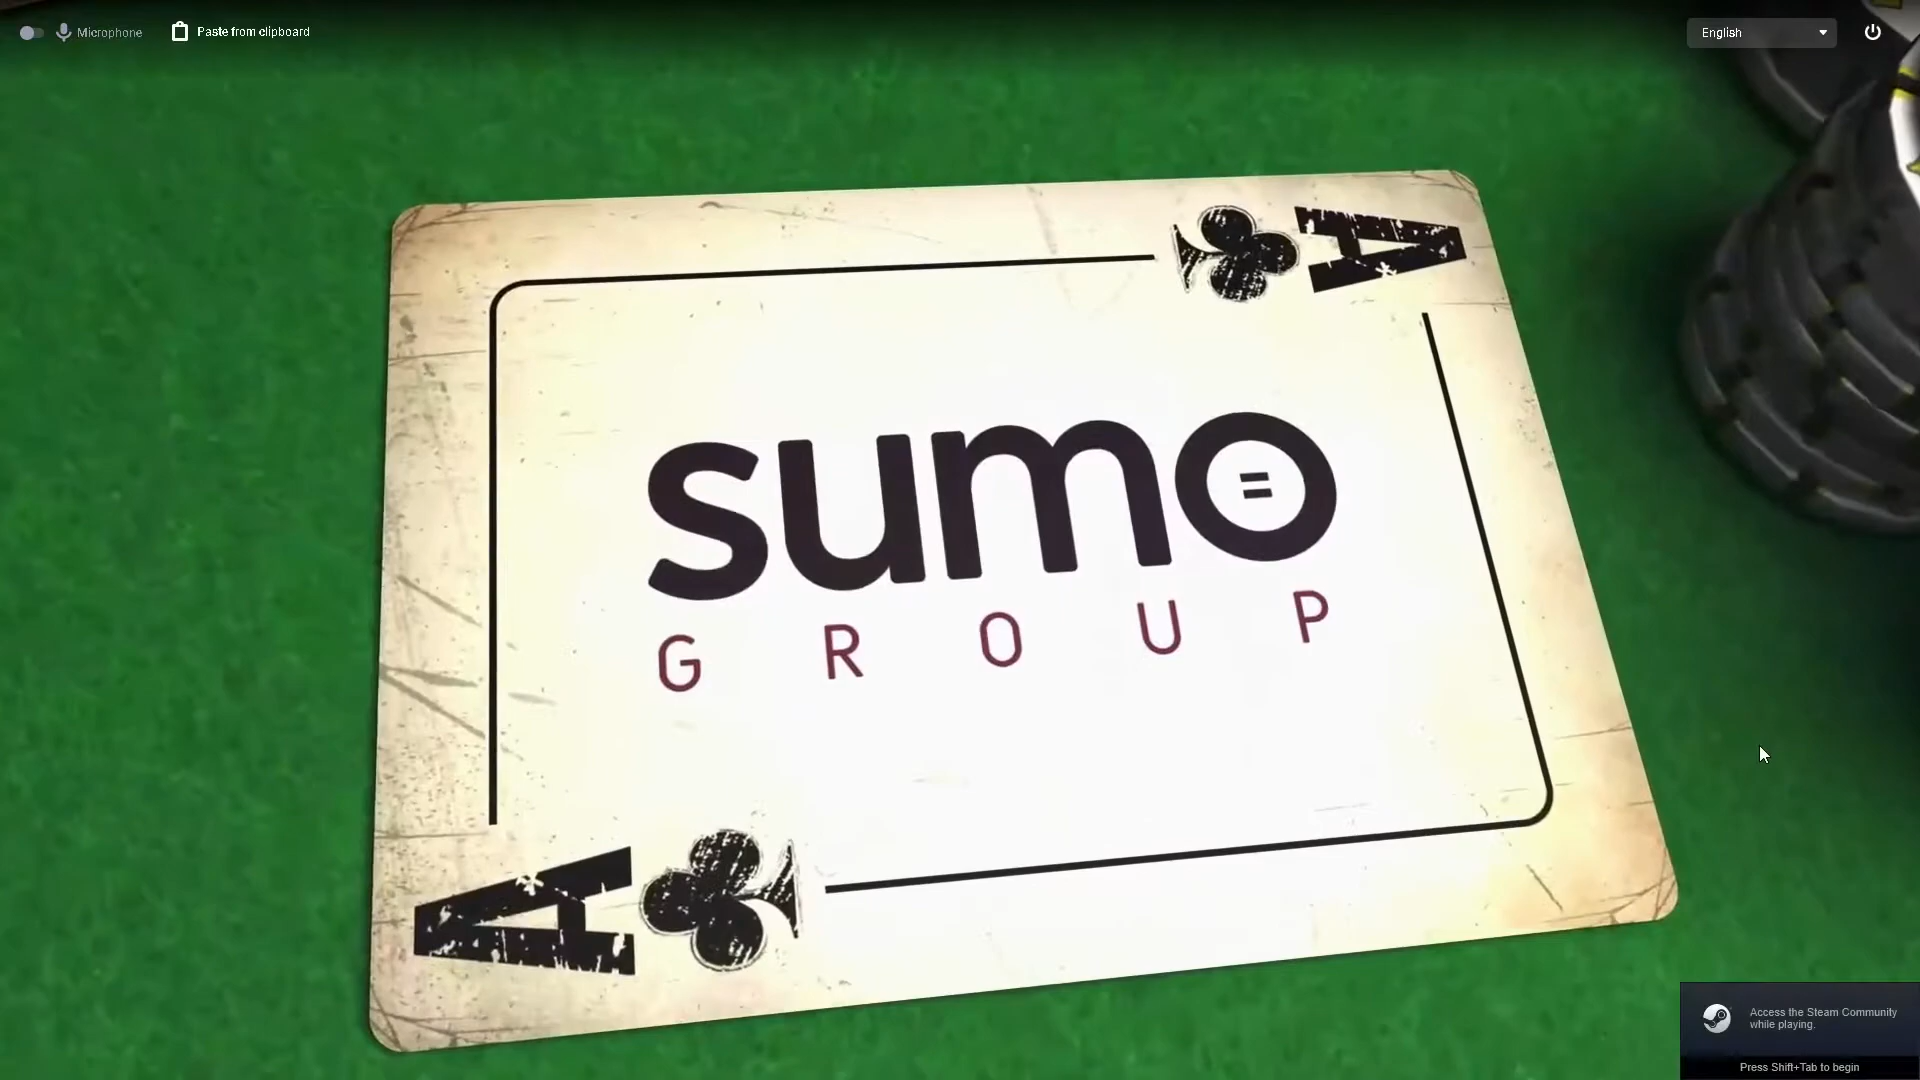 Microphone
Paste from clipboard
English
A
sumo
GROUP
A
Access the Steam Community
while playing.
Press Shift+Tab to begin